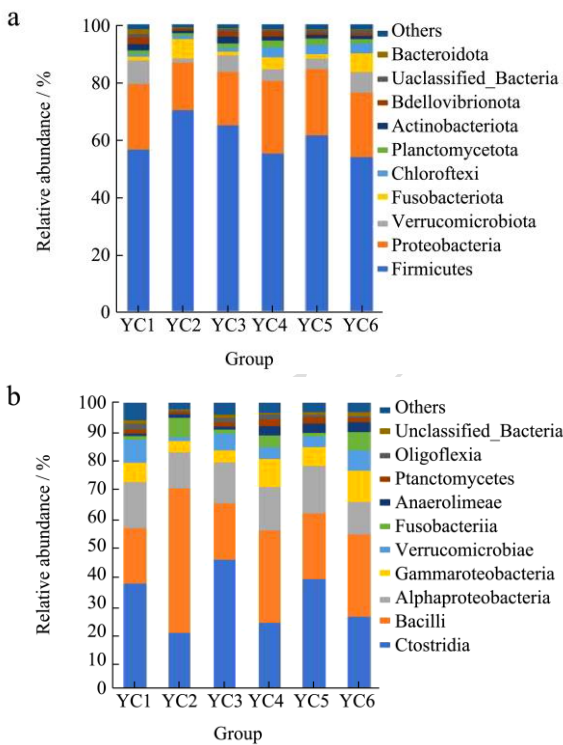 a
Relative abundance / %
100
80
60
40
20
0
Others
Bacteroidota
Uaclassified_Bacteria
Bdellovibrionota
Actinobacteriota
Planctomycetota
Chloroftexi
Fusobacteriota
Verrucomicrobiota
Proteobacteria
Firmicutes
YC1 YC2 YC3 YC4 YC5 YC6
Group
b
Relative abundance / %
100
90
80
70
60
50
40
30
20
10
0
Others
Unclassified_Bacteria
Oligoflexia
Ptanctomycetes
Anaerolimeae
Fusobacteriia
Verrucomicrobiae
Gammaroteobacteria
Alphaproteobacteria
Bacilli
Ctostridia
YC1 YC2 YC3 YC4 YC5 YC6
Group